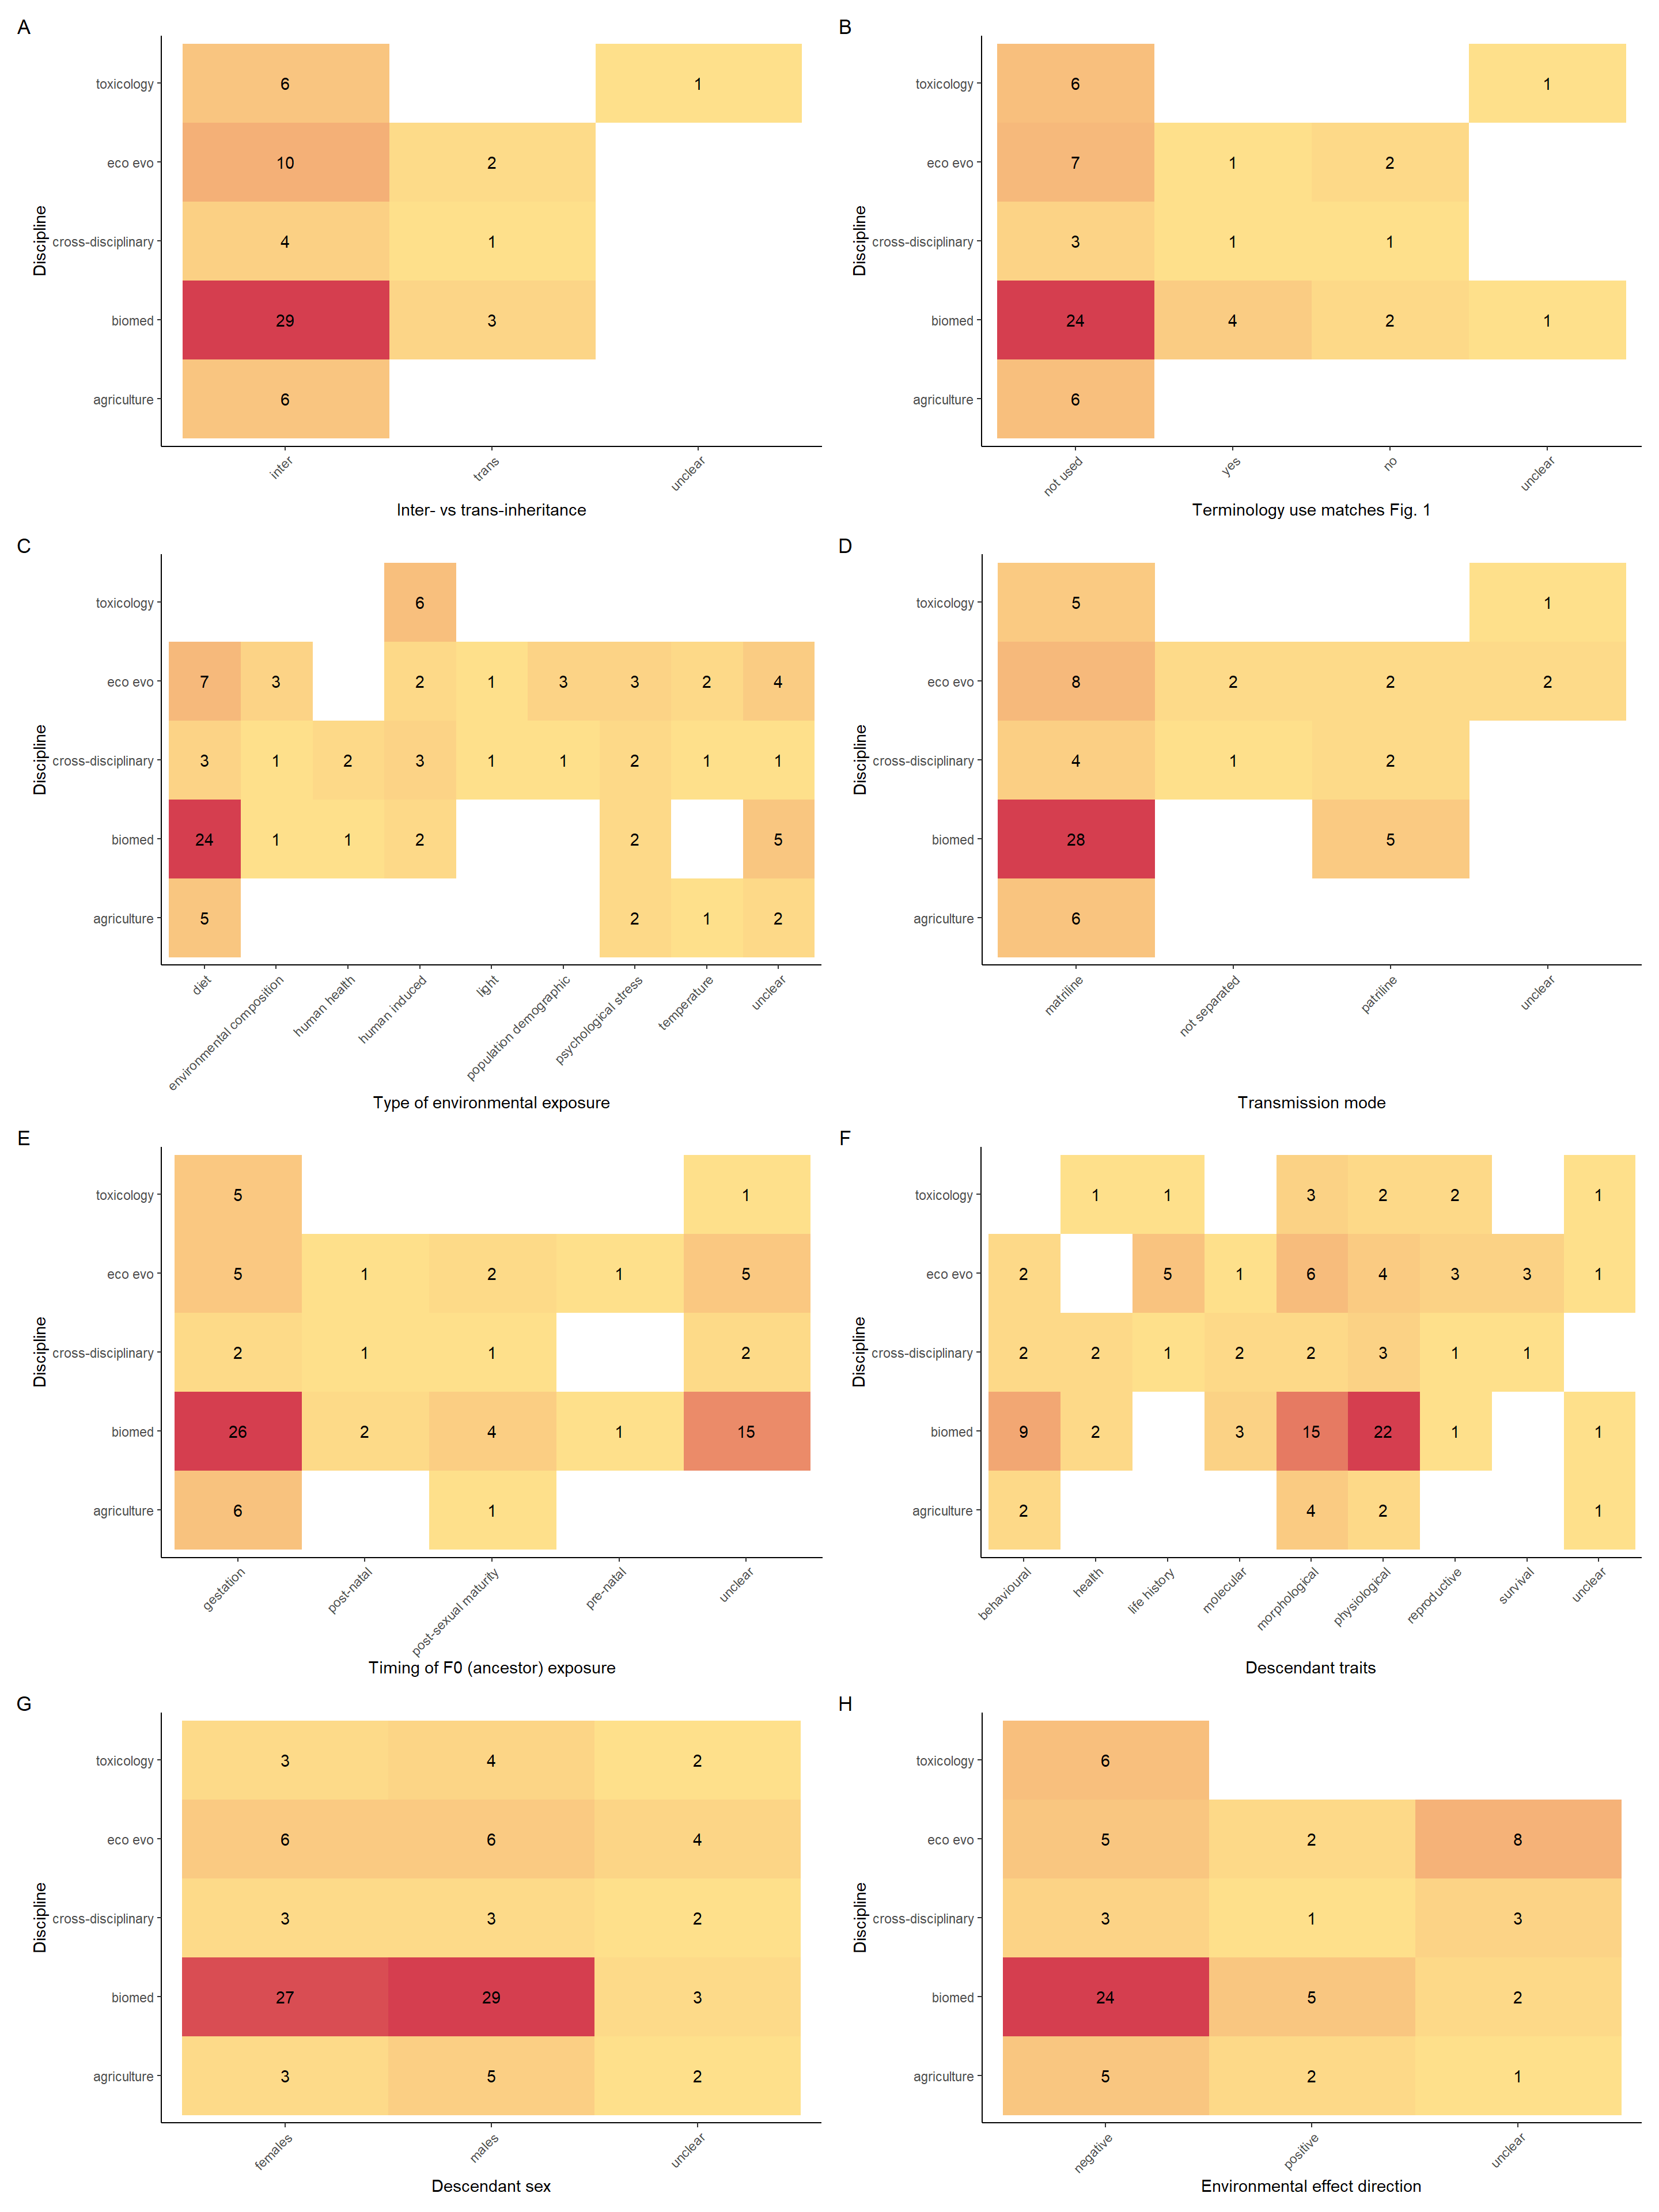 A
Discipline
toxicology
6
1
eco evo
10
2
cross-disciplinary
4
1
biomed
29
3
agriculture
6
inter
trans
unclear
Inter- vs trans-inheritance
B
Discipline
toxicology
6
1
eco evo
7
1
2
cross-disciplinary
3
1
1
biomed
24
4
2
1
agriculture
6
not used
yes
no
unclear
Terminology use matches Fig. 1
C
Discipline
toxicology
6
eco evo
7
3
2
1
3
3
2
4
cross-disciplinary
3
1
2
3
1
1
2
1
1
biomed
24
1
1
2
2
5
agriculture
5
2
1
2
diet
environmental composition
human health
human induced
light
population demographic
psychological stress
temperature
unclear
Type of environmental exposure
D
Discipline
toxicology
5
1
eco evo
8
2
2
2
cross-disciplinary
4
1
2
biomed
28
5
agriculture
6
matriline
not separated
patriline
unclear
Transmission mode
E
Discipline
toxicology
5
1
eco evo
5
1
2
1
5
cross-disciplinary
2
1
1
2
biomed
26
2
4
1
15
agriculture
6
1
gestation
post-natal
post-sexual maturity
pre-natal
unclear
Timing of F0 (ancestor) exposure
F
Discipline
toxicology
1
1
3
2
2
1
eco evo
2
5
1
6
4
3
3
1
cross-disciplinary
2
2
1
2
2
3
1
1
biomed
9
2
3
15
22
1
1
agriculture
2
4
2
1
behavioural
health
life history
molecular
morphological
physiological
reproductive
survival
unclear
Descendant traits
G
Discipline
toxicology
3
4
2
eco evo
6
6
4
cross-disciplinary
3
3
2
biomed
27
29
3
agriculture
3
5
2
females
males
unclear
Descendant sex
H
Discipline
toxicology
6
eco evo
5
2
8
cross-disciplinary
3
1
3
biomed
24
5
2
agriculture
5
2
1
negative
positive
unclear
Environmental effect direction